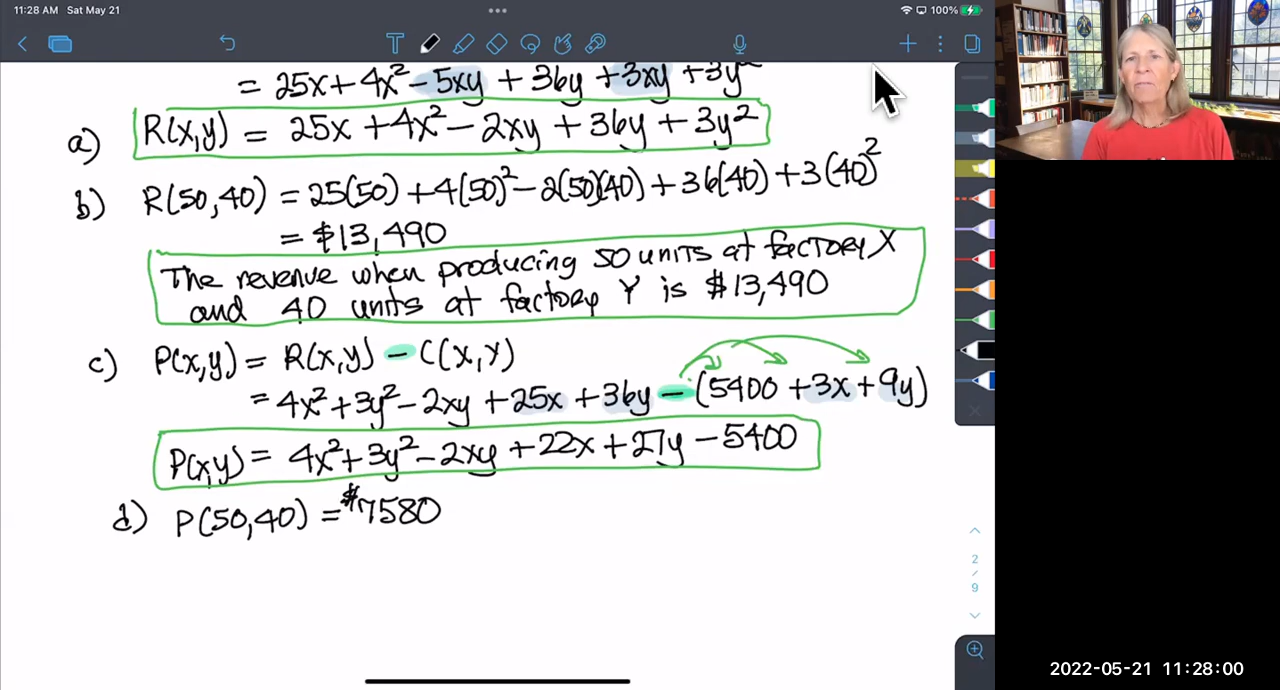 11:28 AM Sat May 21
100%
= 25x + 4x² - 5xy + 36y + 3xy + 3y²
a) R(x,y) = 25x + 4x² - 2xy + 36y + 3y²
b) R(50,40) = 25(50) + 4(50)² - 2(50)(40) + 36(40) + 3(40)²
= $13,490
The revenue when producing 50 units at factory X
and 40 units at factory Y is $13,490
c) P(x,y) = R(x,y) - C(x,y)
= 4x² + 3y² - 2xy + 25x + 36y - (5400 + 3x + 9y)
P(x,y) = 4x² + 3y² - 2xy + 22x + 27y - 5400
d) P(50,40) = $7580
2
/
9
2022-05-21 11:28:00